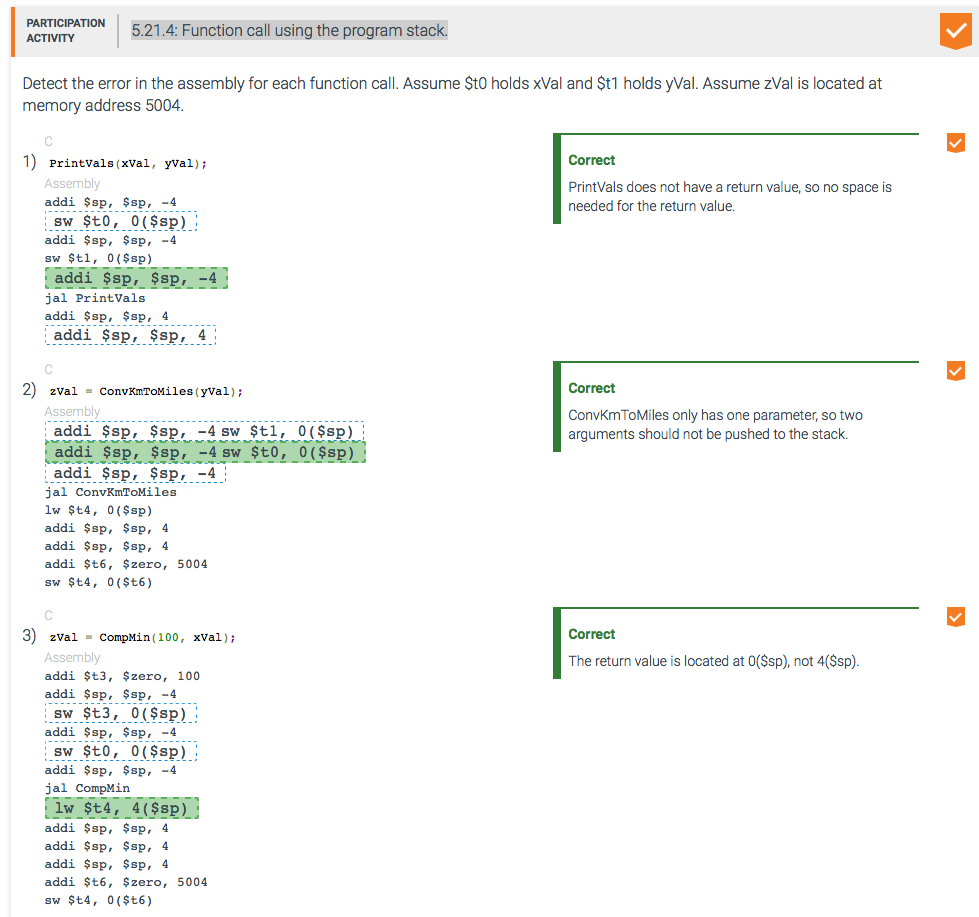 PARTICIPATION
ACTIVITY
5.21.4: Function call using the program stack.
Detect the error in the assembly for each function call. Assume $t0 holds xVal and $t1 holds yVal. Assume zVal is located at
memory address 5004.
C
1) PrintVals(xVal, yVal);
Assembly
addi $sp, $sp, -4
sw $t0, 0($sp)
addi $sp, $sp, -4
sw $t1, 0($sp)
addi $sp, $sp, -4
jal PrintVals
addi $sp, $sp, 4
addi $sp, $sp, 4
Correct
PrintVals does not have a return value, so no space is
needed for the return value.
C
2) zVal = ConvKmToMiles(yVal);
Assembly
addi $sp, $sp, -4 sw $t1, 0($sp)
addi $sp, $sp, -4 sw $t0, 0($sp)
addi $sp, $sp, -4
jal ConvKmToMiles
lw $t4, 0($sp)
addi $sp, $sp, 4
addi $sp, $sp, 4
addi $t6, $zero, 5004
sw $t4, 0($t6)
Correct
ConvKmToMiles only has one parameter, so two
arguments should not be pushed to the stack.
C
3) zVal = CompMin(100, xVal);
Assembly
addi $t3, $zero, 100
addi $sp, $sp, -4
sw $t3, 0($sp)
addi $sp, $sp, -4
sw $t0, 0($sp)
addi $sp, $sp, -4
jal CompMin
lw $t4, 4($sp)
addi $sp, $sp, 4
addi $sp, $sp, 4
addi $sp, $sp, 4
addi $t6, $zero, 5004
sw $t4, 0($t6)
Correct
The return value is located at 0($sp), not 4($sp).